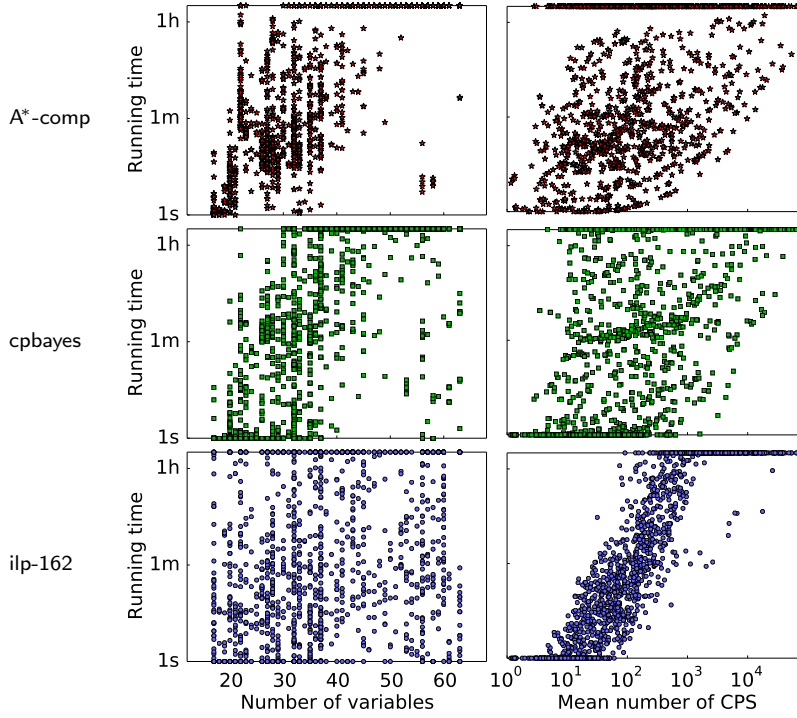 A*-comp
Running time
1h
1m
1s
cpbayes
Running time
1h
1m
1s
ilp-162
Running time
1h
1m
1s
20 30 40 50 60
Number of variables
10^0 10^1 10^2 10^3 10^4
Mean number of CPS